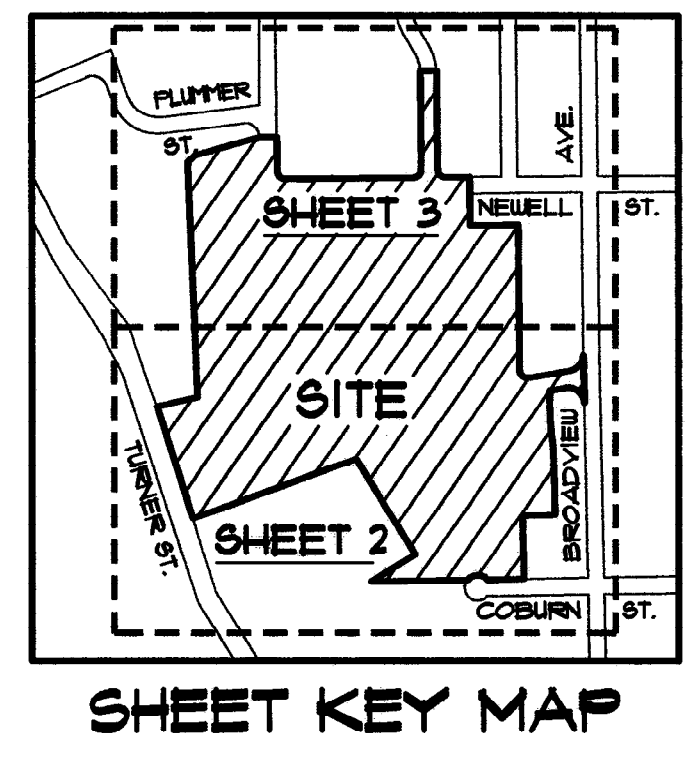 PLUMMER
ST.
AVE.
SHEET 3
NEWELL ST.
SITE
TURNER ST.
BROADVIEW
SHEET 2
COBURN ST.
SHEET KEY MAP